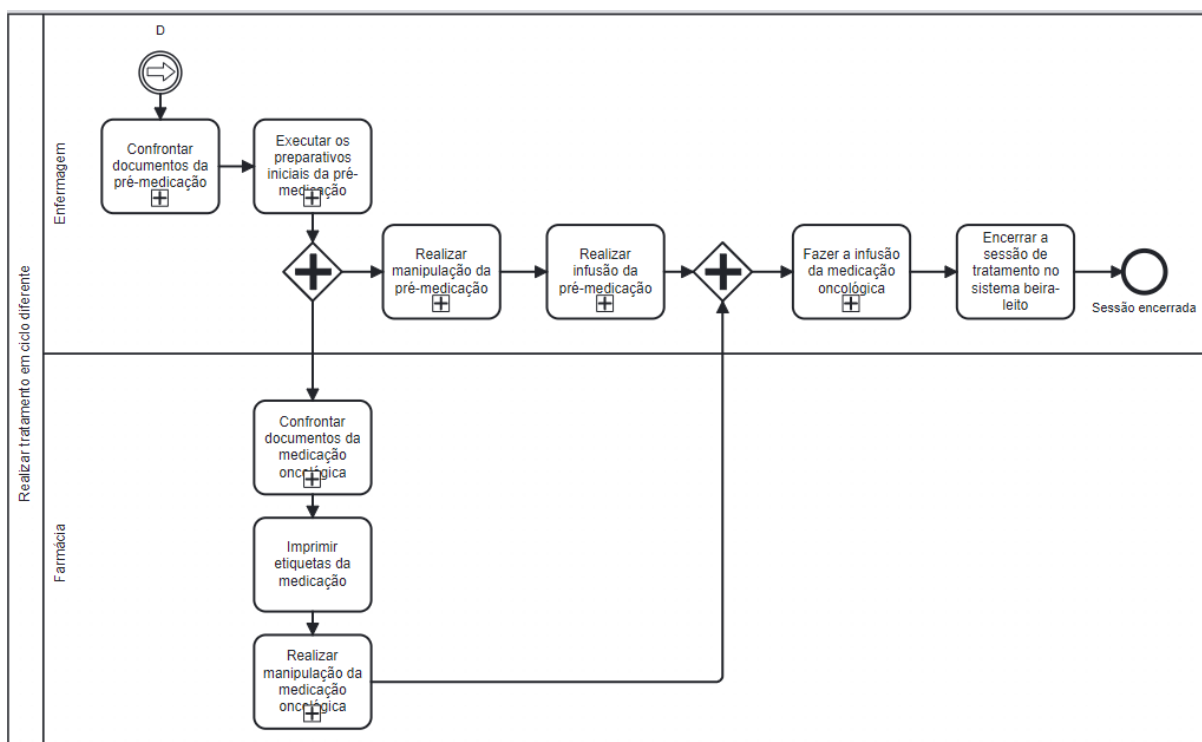 Realizar tratamento em ciclo diferente
Enfermagem
D
Confrontar
documentos da
pré-medicação
Executar os
preparativos
iniciais da pré-
medicação
Realizar
manipulação da
pré-medicação
Realizar
infusão da
pré-medicação
Fazer a infusão
da medicação
oncológica
Encerrar a
sessão de
tratamento no
sistema beira-
leito
Sessão encerrada
Farmácia
Confrontar
documentos da
medicação
oncológica
Imprimir
etiquetas da
medicação
Realizar
manipulação da
medicação
oncológica